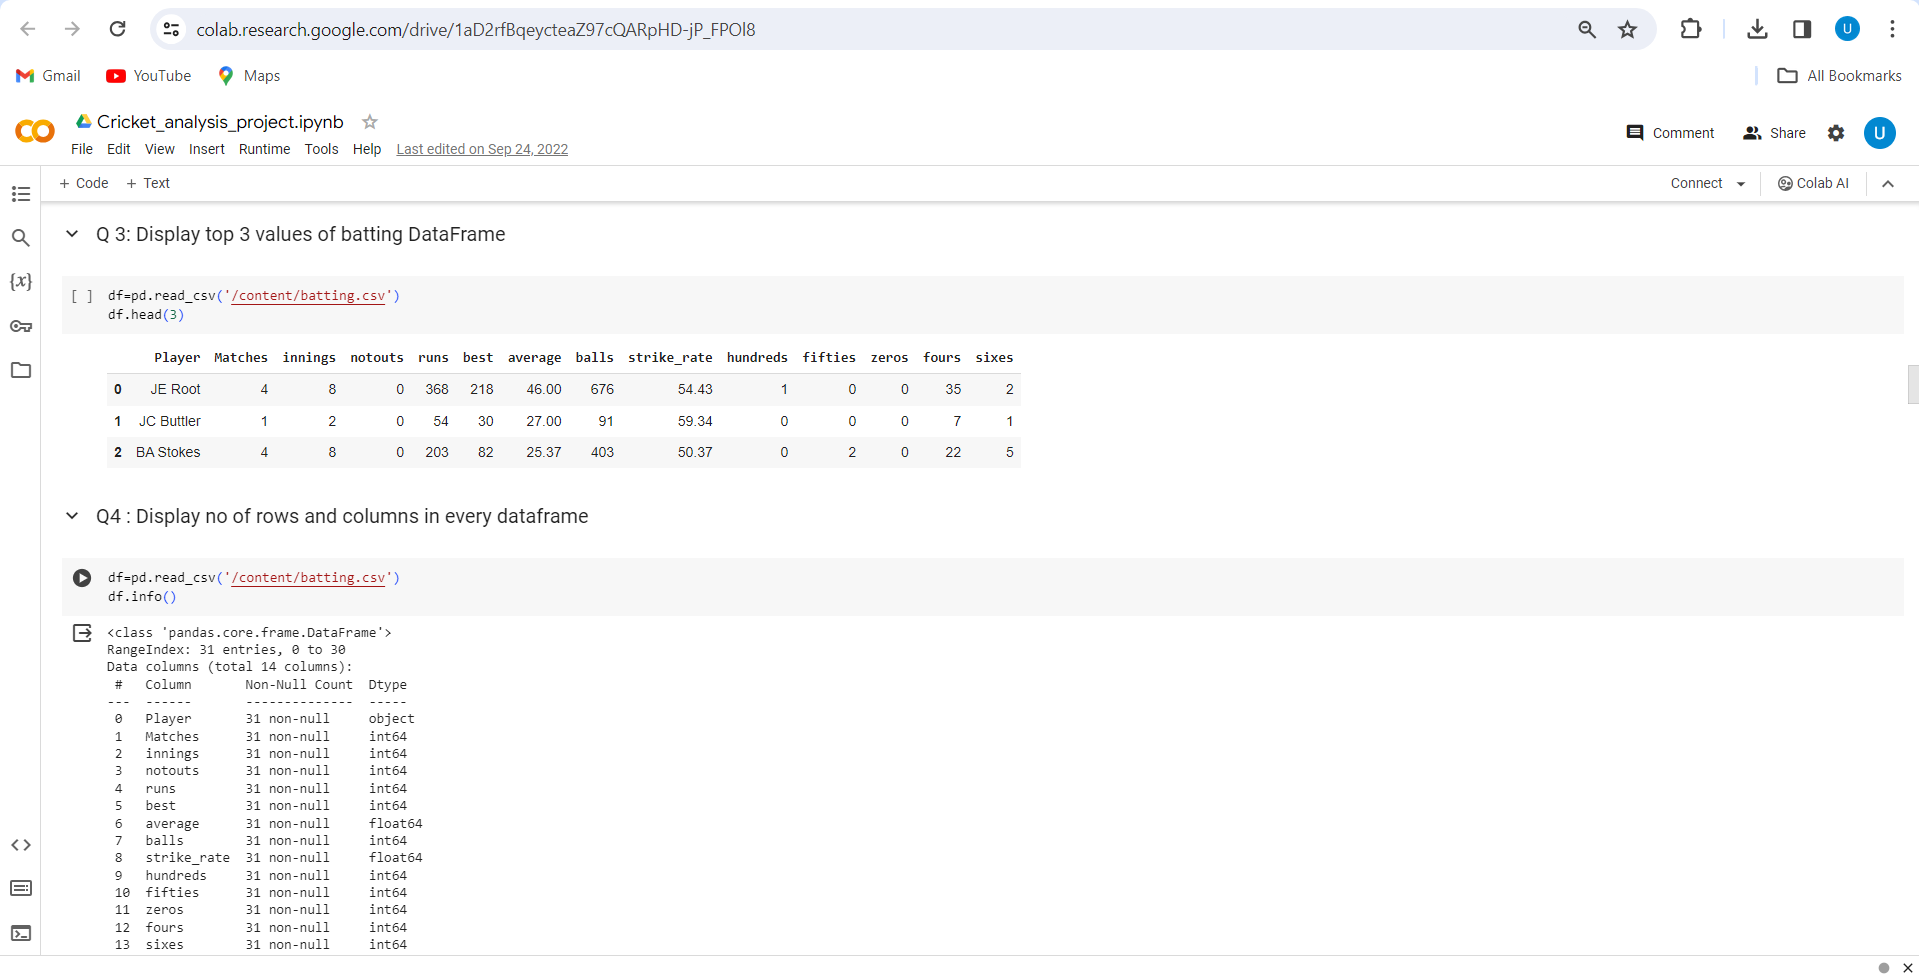 colab.research.google.com/drive/1aD2rfBqeycteaZ97cQARpHD-jP_FPOl8
U
Gmail YouTube Maps All Bookmarks
CO Cricket_analysis_project.ipynb
File Edit View Insert Runtime Tools Help Last edited on Sep 24, 2022
Comment Share U
+ Code + Text Connect Colab AI
{x}
Q 3: Display top 3 values of batting DataFrame
[ ] df=pd.read_csv('/content/batting.csv')
df.head(3)
Player Matches innings notouts runs best average balls strike_rate hundreds fifties zeros fours sixes
0 JE Root 4 8 0 368 218 46.00 676 54.43 1 0 0 35 2
1 JC Buttler 1 2 0 54 30 27.00 91 59.34 0 0 0 7 1
2 BA Stokes 4 8 0 203 82 25.37 403 50.37 0 2 0 22 5
Q4 : Display no of rows and columns in every dataframe
df=pd.read_csv('/content/batting.csv')
df.info()
<class 'pandas.core.frame.DataFrame'>
RangeIndex: 31 entries, 0 to 30
Data columns (total 14 columns):
# Column Non-Null Count Dtype
--- ------ -------------- -----
0 Player 31 non-null object
1 Matches 31 non-null int64
2 innings 31 non-null int64
3 notouts 31 non-null int64
4 runs 31 non-null int64
5 best 31 non-null int64
6 average 31 non-null float64
7 balls 31 non-null int64
8 strike_rate 31 non-null float64
9 hundreds 31 non-null int64
10 fifties 31 non-null int64
11 zeros 31 non-null int64
12 fours 31 non-null int64
13 sixes 31 non-null int64